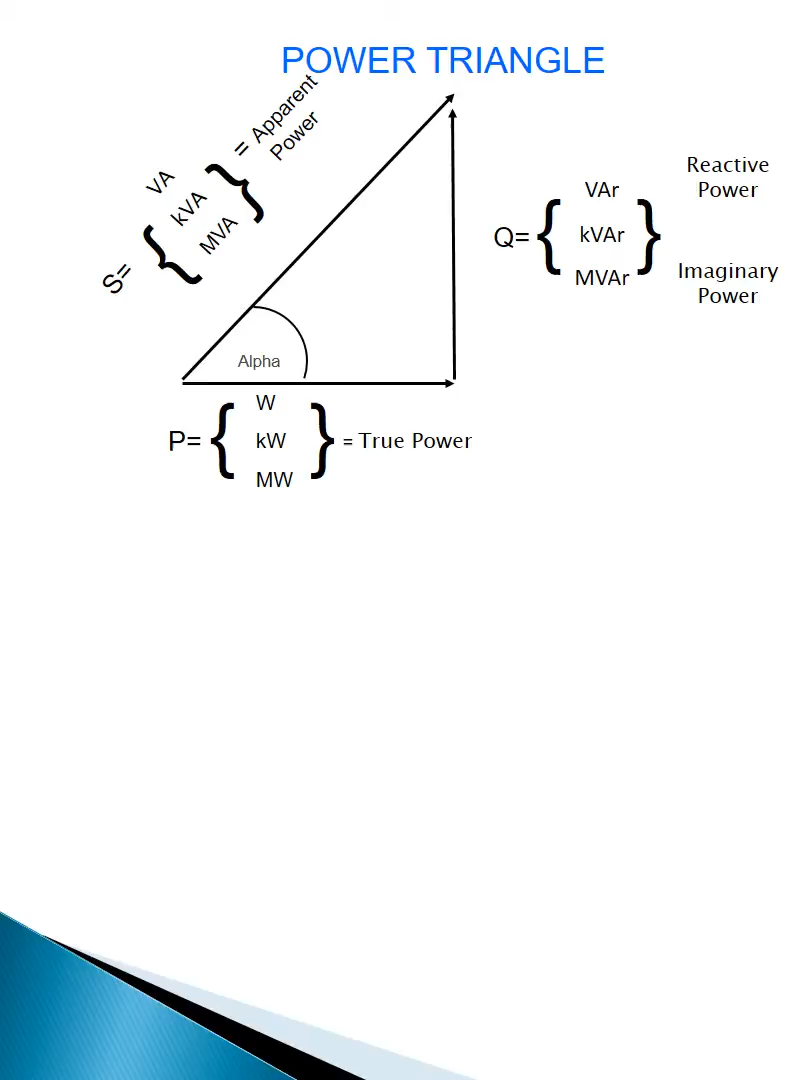 POWER TRIANGLE
S=
VA
kVA
MVA
= Apparent
Power
Q=
VAr
kVAr
MVAr
Reactive
Power
Imaginary
Power
Alpha
P=
W
kW
MW
= True Power